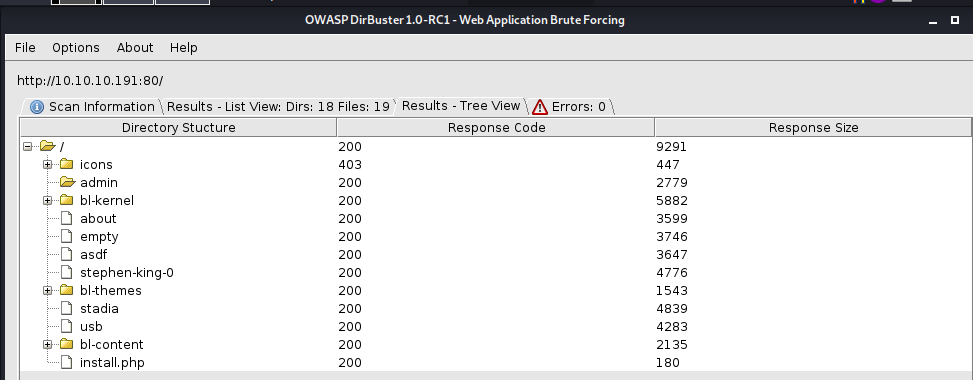 OWASP DirBuster 1.0-RC1 - Web Application Brute Forcing
File Options About Help
http://10.10.10.191:80/
Scan Information Results - List View: Dirs: 18 Files: 19 Results - Tree View Errors: 0
Directory Stucture Response Code Response Size
/ 200 9291
icons 403 447
admin 200 2779
bl-kernel 200 5882
about 200 3599
empty 200 3746
asdf 200 3647
stephen-king-0 200 4776
bl-themes 200 1543
stadia 200 4839
usb 200 4283
bl-content 200 2135
install.php 200 180